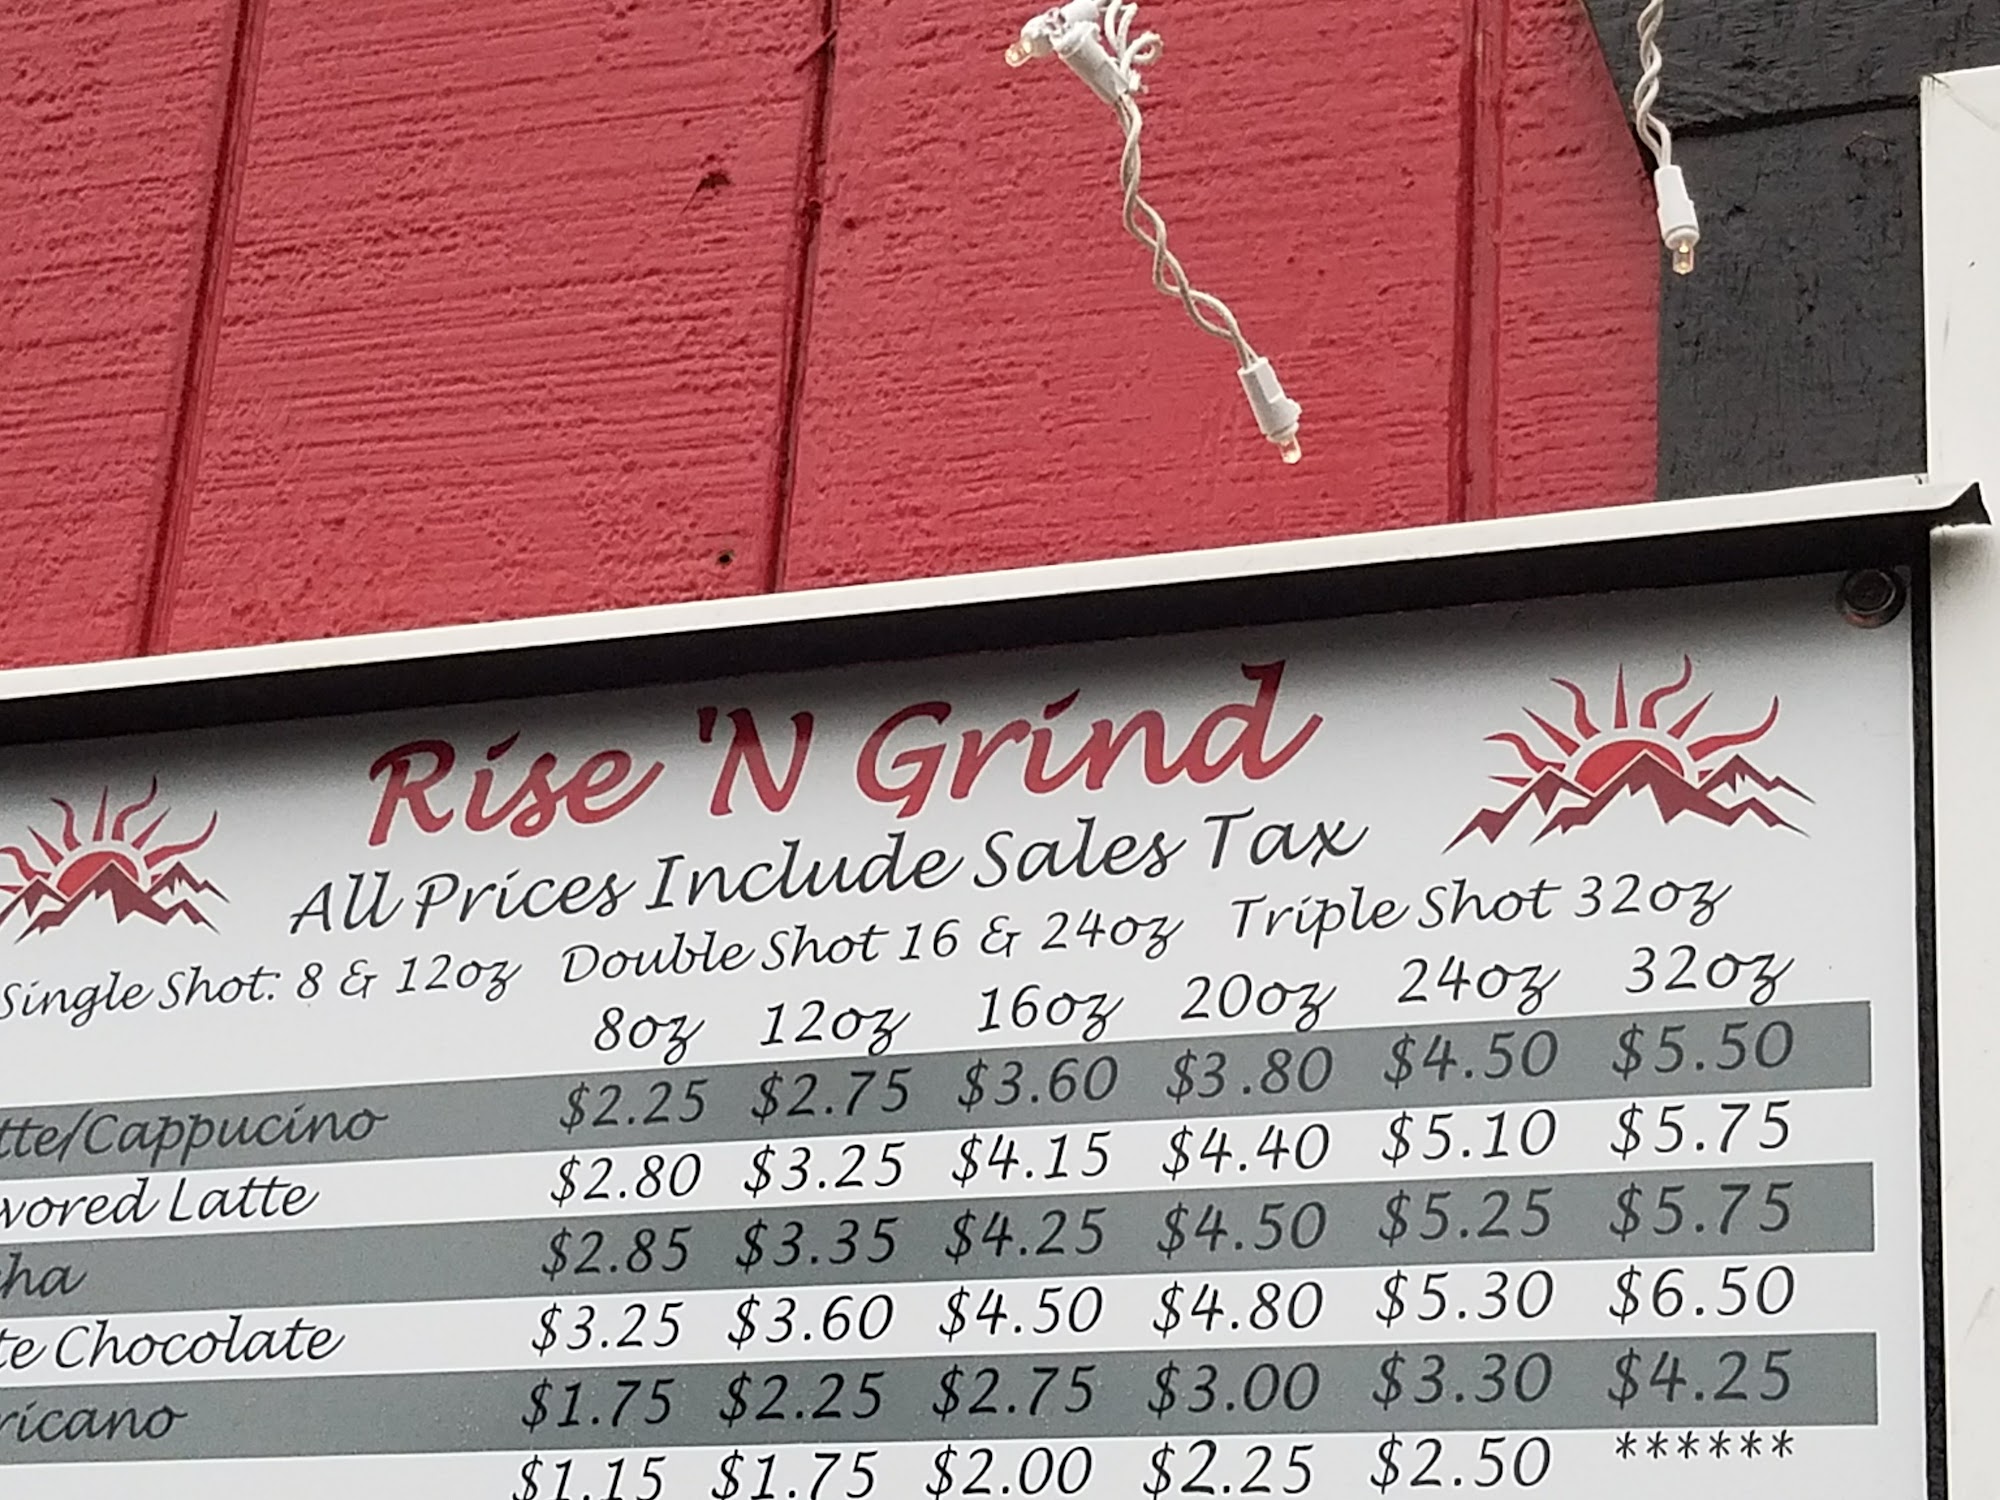 Rise 'N Grind
All Prices Include Sales Tax
Single Shot: 8 & 12oz Double Shot 16 & 24oz Triple Shot 32oz
8oz 12oz 16oz 20oz 24oz 32oz
tte/Cappucino $2.25 $2.75 $3.60 $3.80 $4.50 $5.50
vored Latte $2.80 $3.25 $4.15 $4.40 $5.10 $5.75
ha $2.85 $3.35 $4.25 $4.50 $5.25 $5.75
te Chocolate $3.25 $3.60 $4.50 $4.80 $5.30 $6.50
ricano $1.75 $2.25 $2.75 $3.00 $3.30 $4.25
$1.15 $1.75 $2.00 $2.25 $2.50 ******